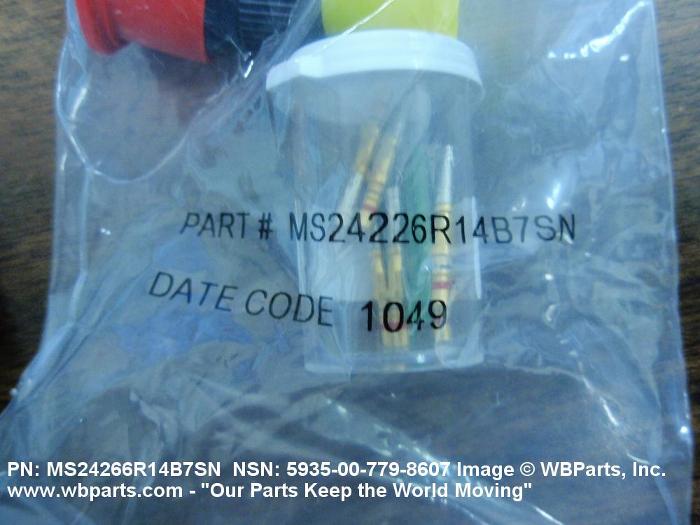 PART # MS24226R14B7SN
DATE CODE 1049
PN: MS24266R14B7SN NSN: 5935-00-779-8607 Image © WBParts, Inc.
www.wbparts.com - "Our Parts Keep the World Moving"